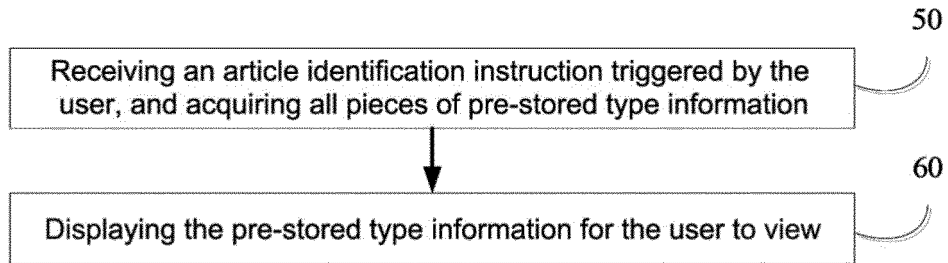 50
Receiving an article identification instruction triggered by the
user, and acquiring all pieces of pre-stored type information
60
Displaying the pre-stored type information for the user to view